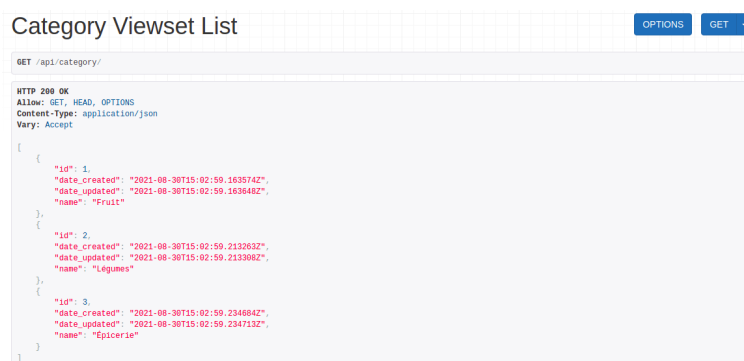 Category Viewset List
OPTIONS
GET
GET /api/category/
HTTP 200 OK
Allow: GET, HEAD, OPTIONS
Content-Type: application/json
Vary: Accept
[
    {
        "id": 1,
        "date_created": "2021-08-30T15:02:59.163574Z",
        "date_updated": "2021-08-30T15:02:59.163648Z",
        "name": "Fruit"
    },
    {
        "id": 2,
        "date_created": "2021-08-30T15:02:59.213263Z",
        "date_updated": "2021-08-30T15:02:59.213308Z",
        "name": "Légumes"
    },
    {
        "id": 3,
        "date_created": "2021-08-30T15:02:59.234684Z",
        "date_updated": "2021-08-30T15:02:59.234713Z",
        "name": "Épicerie"
    }
]